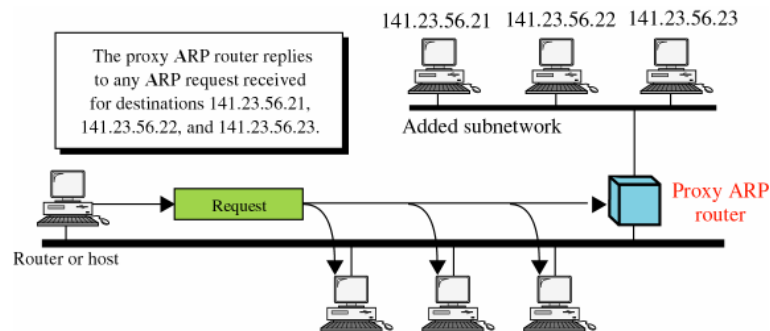 141.23.56.21 141.23.56.22 141.23.56.23
The proxy ARP router replies
to any ARP request received
for destinations 141.23.56.21,
141.23.56.22, and 141.23.56.23.
Added subnetwork
Request
Proxy ARP
router
Router or host